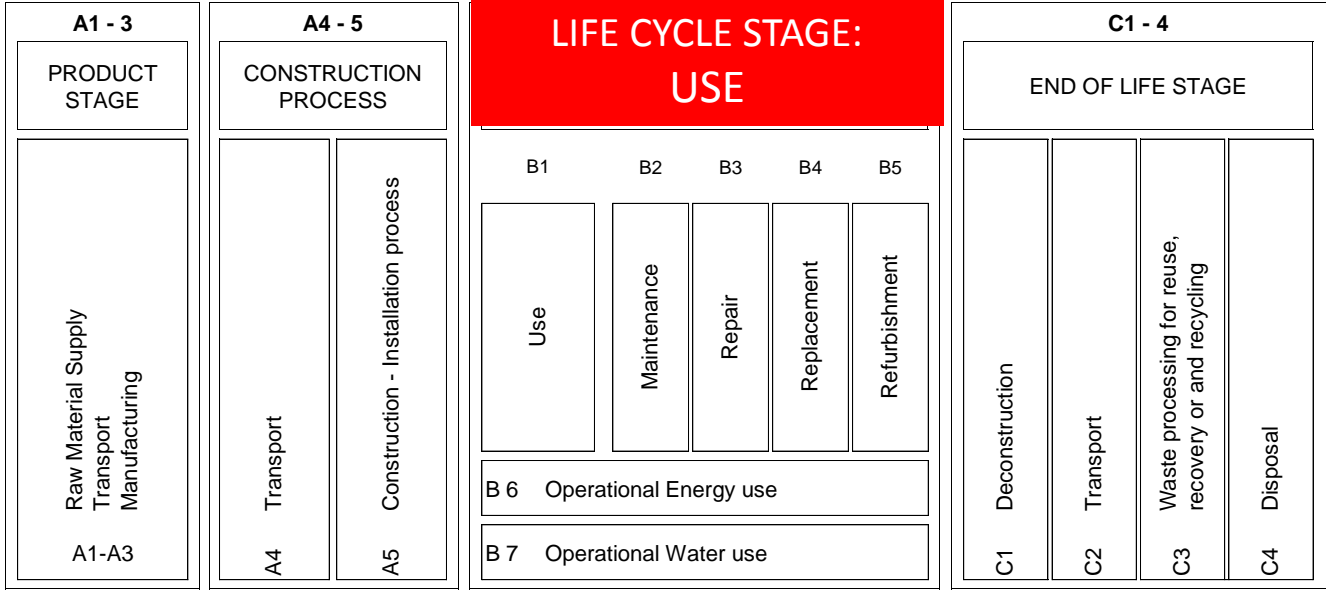 A1 - 3
PRODUCT
STAGE
Raw Material Supply
Transport
Manufacturing
A1-A3
A4 - 5
CONSTRUCTION
PROCESS
A4 Transport
A5 Construction - Installation process
LIFE CYCLE STAGE:
USE
B1
B2
B3
B4
B5
Use
Maintenance
Repair
Replacement
Refurbishment
B 6 Operational Energy use
B 7 Operational Water use
C1 - 4
END OF LIFE STAGE
C1 Deconstruction
C2 Transport
C3 Waste processing for reuse,
recovery or and recycling
C4 Disposal